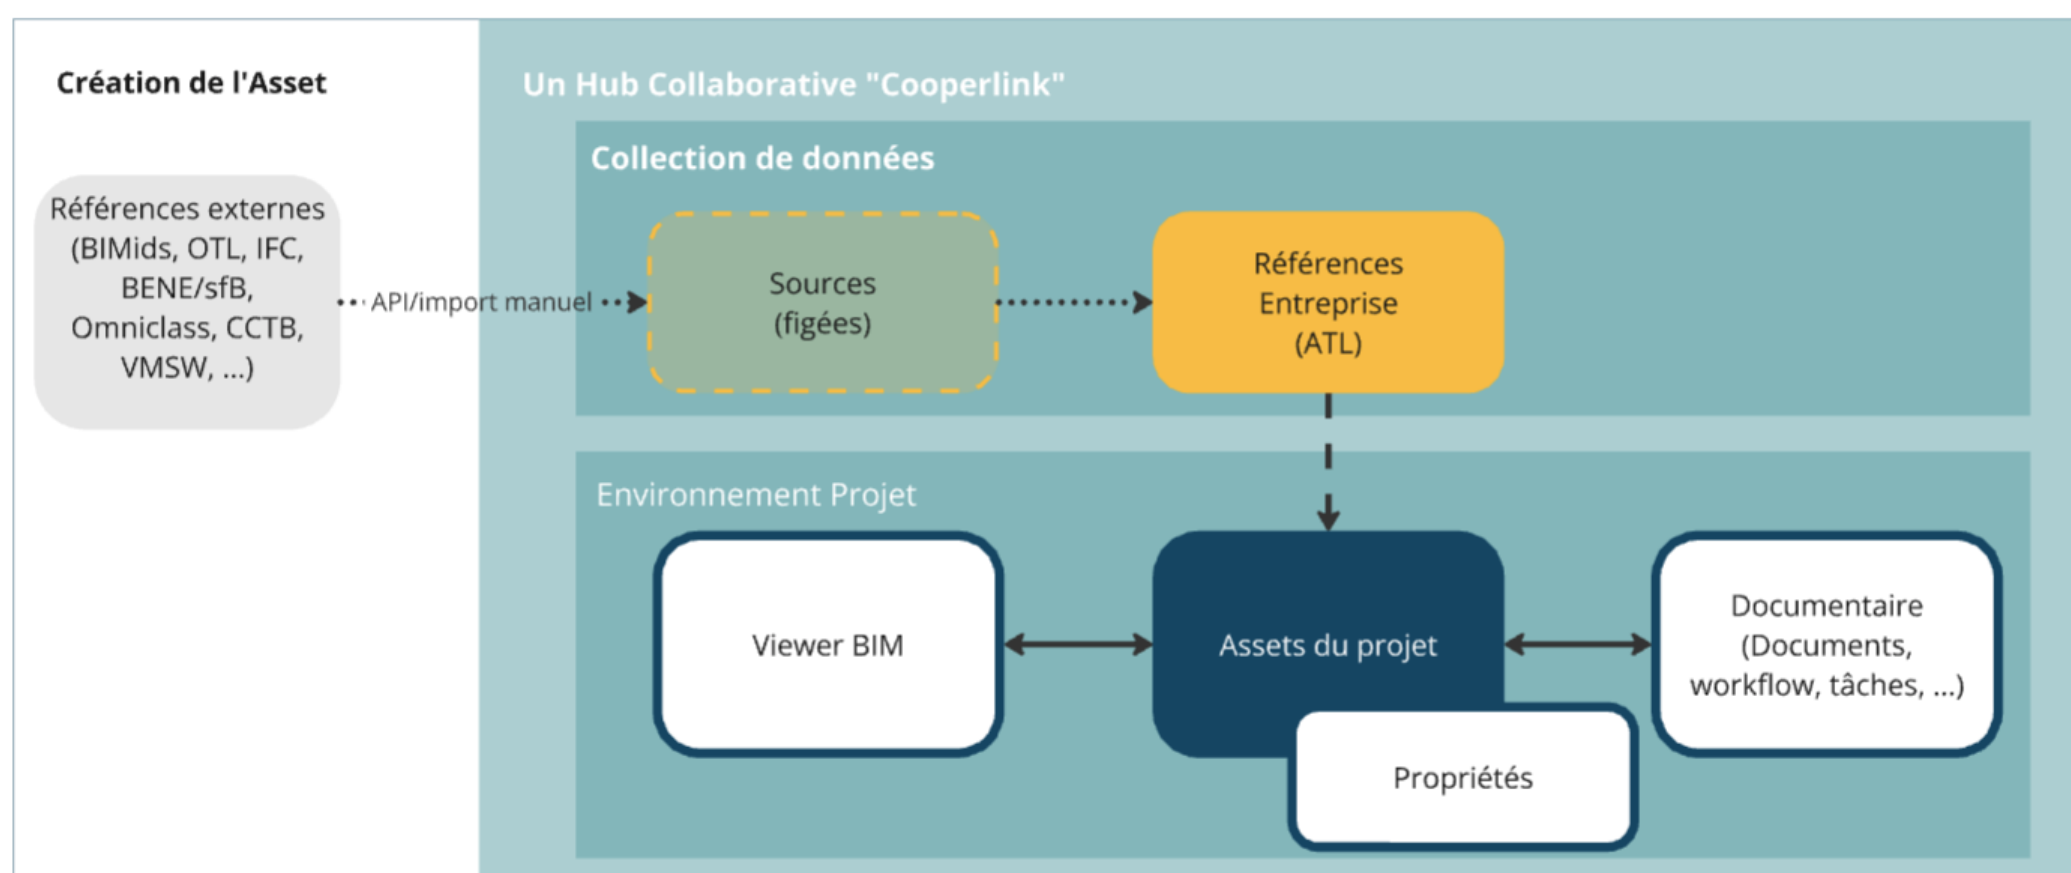 Création de l'Asset
Références externes
(BIMids, OTL, IFC,
BENE/sfB,
Omniclass, CCTB,
VMSW, ...)
API/import manuel
Un Hub Collaborative "Cooperlink"
Collection de données
Sources
(figées)
Références
Entreprise
(ATL)
Environnement Projet
Viewer BIM
Assets du projet
Propriétés
Documentaire
(Documents,
workflow, tâches, ...)